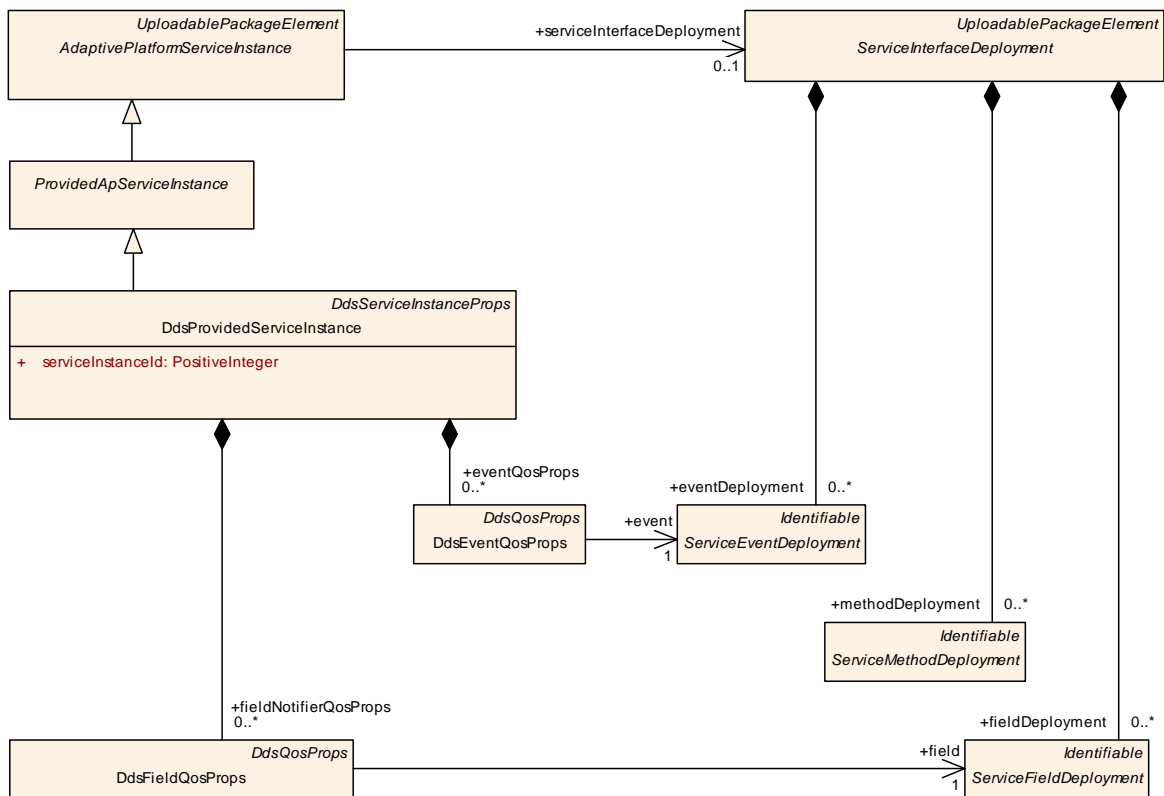 UploadablePackageElement
AdaptivePlatformServiceInstance
+serviceInterfaceDeployment
0..1
UploadablePackageElement
ServiceInterfaceDeployment
ProvidedApServiceInstance
DdsServiceInstanceProps
DdsProvidedServiceInstance
+ serviceInstanceId: PositiveInteger
+eventQosProps
0..*
+eventDeployment 0..*
DdsQosProps
DdsEventQosProps
+event
1
Identifiable
ServiceEventDeployment
+methodDeployment 0..*
Identifiable
ServiceMethodDeployment
+fieldNotifierQosProps
0..*
+fieldDeployment 0..*
DdsQosProps
DdsFieldQosProps
+field
1
Identifiable
ServiceFieldDeployment